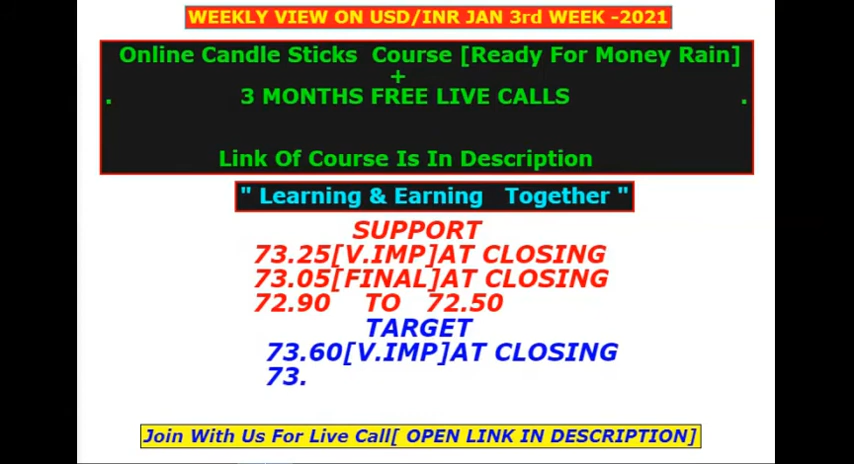 WEEKLY VIEW ON USD/INR JAN 3rd WEEK -2021
Online Candle Sticks Course [Ready For Money Rain]
+
. 3 MONTHS FREE LIVE CALLS .
Link Of Course Is In Description
" Learning & Earning Together "
SUPPORT
73.25[V.IMP]AT CLOSING
73.05[FINAL]AT CLOSING
72.90 TO 72.50
TARGET
73.60[V.IMP]AT CLOSING
73.
Join With Us For Live Call[ OPEN LINK IN DESCRIPTION]